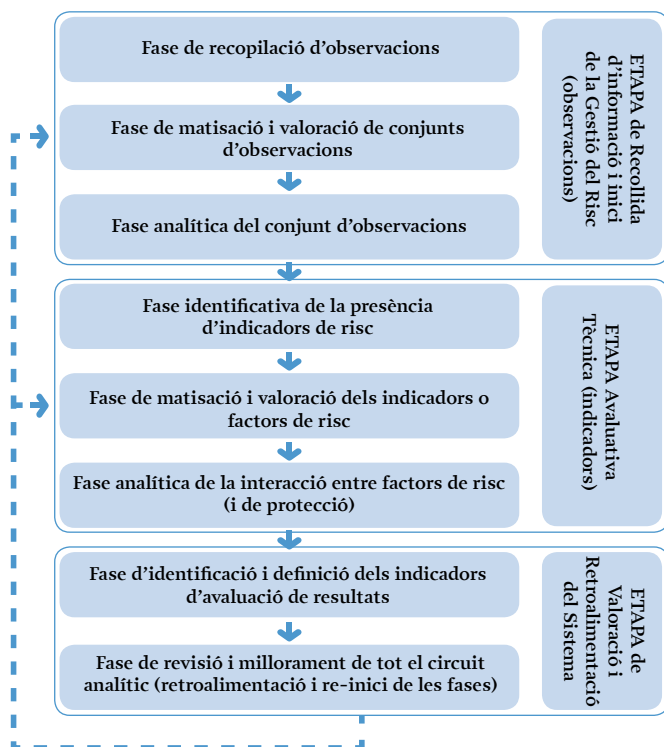 Fase de recopilació d’observacions
Fase de matisació i valoració de conjunts
d’observacions
Fase analítica del conjunt d’observacions
ETAPA de Recollida
d’informació i inici
de la Gestió del Risc
(observacions)
Fase identificativa de la presència
d’indicadors de risc
Fase de matisació i valoració dels indicadors o
factors de risc
Fase analítica de la interacció entre factors de risc
(i de protecció)
ETAPA Avaluativa
Tècnica (indicadors)
Fase d’identificació i definició dels indicadors
d’avaluació de resultats
Fase de revisió i millorament de tot el circuit
analític (retroalimentació i re-inici de les fases)
ETAPA de
Valoració i
Retroalimentació
del Sistema